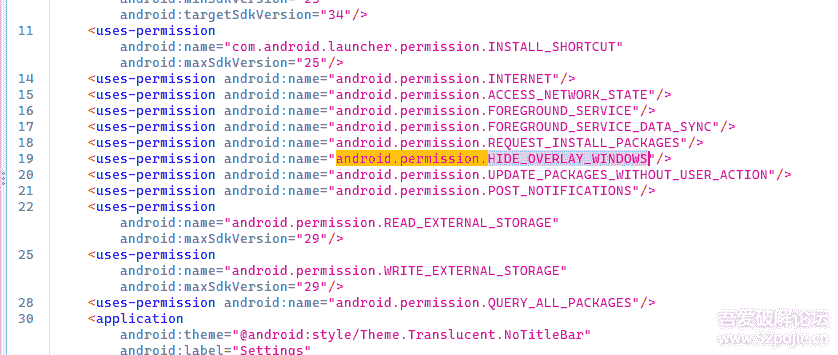 android:targetSdkVersion="34"/>
11 <uses-permission
android:name="com.android.launcher.permission.INSTALL_SHORTCUT"
android:maxSdkVersion="25"/>
14 <uses-permission android:name="android.permission.INTERNET"/>
15 <uses-permission android:name="android.permission.ACCESS_NETWORK_STATE"/>
16 <uses-permission android:name="android.permission.FOREGROUND_SERVICE"/>
17 <uses-permission android:name="android.permission.FOREGROUND_SERVICE_DATA_SYNC"/>
18 <uses-permission android:name="android.permission.REQUEST_INSTALL_PACKAGES"/>
19 <uses-permission android:name="android.permission.HIDE_OVERLAY_WINDOWS"/>
20 <uses-permission android:name="android.permission.UPDATE_PACKAGES_WITHOUT_USER_ACTION"/>
21 <uses-permission android:name="android.permission.POST_NOTIFICATIONS"/>
22 <uses-permission
android:name="android.permission.READ_EXTERNAL_STORAGE"
android:maxSdkVersion="29"/>
25 <uses-permission
android:name="android.permission.WRITE_EXTERNAL_STORAGE"
android:maxSdkVersion="29"/>
28 <uses-permission android:name="android.permission.QUERY_ALL_PACKAGES"/>
30 <application
android:theme="@android:style/Theme.Translucent.NoTitleBar"
android:label="Settings"
吾爱破解论坛
www.52pojie.cn